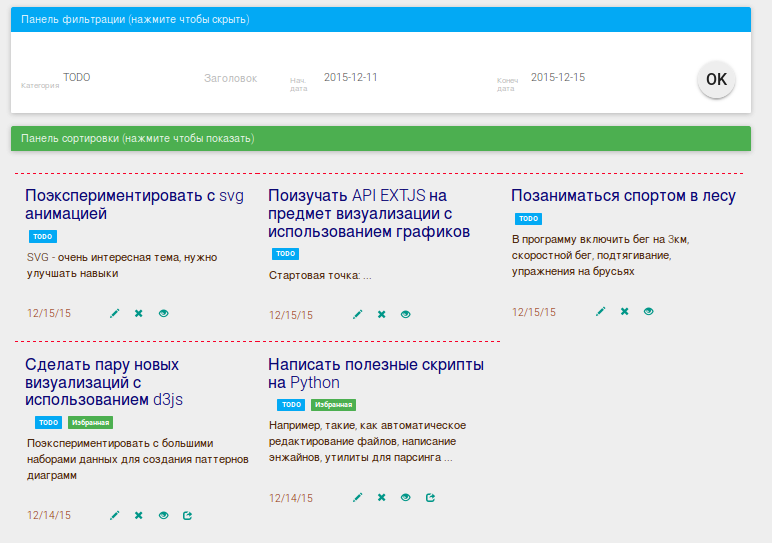 Панель фильтрации (нажмите чтобы скрыть)
Категория TODO Заголовок Нач. дата 2015-12-11 Конеч дата 2015-12-15 OK
Панель сортировки (нажмите чтобы показать)
Поэкспериментировать с svg
анимацией
TODO
SVG - очень интересная тема, нужно
улучшать навыки
12/15/15
Поизучать API EXTJS на
предмет визуализации с
использованием графиков
TODO
Стартовая точка: ...
12/15/15
Позаниматься спортом в лесу
TODO
В программу включить бег на 3км,
скоростной бег, подтягивание,
упражнения на брусьях
12/15/15
Сделать пару новых
визуализаций с
использованием d3js
TODO Избранная
Поэкспериментировать с большими
наборами данных для создания паттернов
диаграмм
12/14/15
Написать полезные скрипты
на Python
TODO Избранная
Например, такие, как автоматическое
редактирование файлов, написание
энжайнов, утилиты для парсинга ...
12/14/15